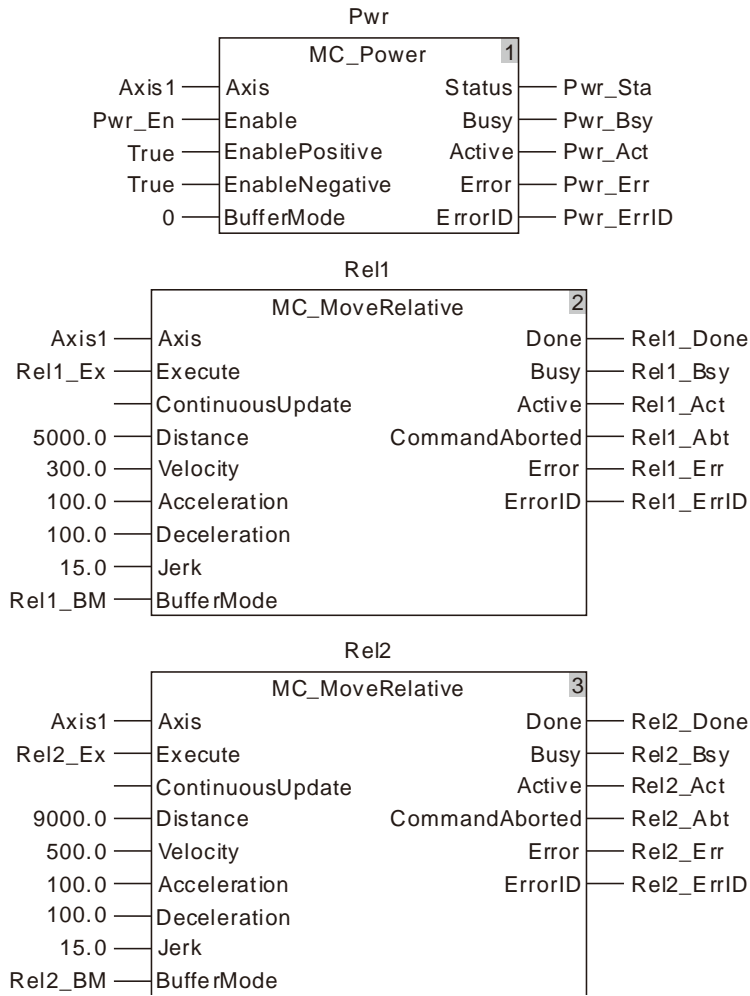 Pwr
MC_Power 1
Axis1 Axis Status Pwr_Sta
Pwr_En Enable Busy Pwr_Bsy
True EnablePositive Active Pwr_Act
True EnableNegative Error Pwr_Err
0 BufferMode ErrorID Pwr_ErrID
Rel1
MC_MoveRelative 2
Axis1 Axis Done Rel1_Done
Rel1_Ex Execute Busy Rel1_Bsy
ContinuousUpdate Active Rel1_Act
5000.0 Distance CommandAborted Rel1_Abt
300.0 Velocity Error Rel1_Err
100.0 Acceleration ErrorID Rel1_ErrID
100.0 Deceleration
15.0 Jerk
Rel1_BM BufferMode
Rel2
MC_MoveRelative 3
Axis1 Axis Done Rel2_Done
Rel2_Ex Execute Busy Rel2_Bsy
ContinuousUpdate Active Rel2_Act
9000.0 Distance CommandAborted Rel2_Abt
500.0 Velocity Error Rel2_Err
100.0 Acceleration ErrorID Rel2_ErrID
100.0 Deceleration
15.0 Jerk
Rel2_BM BufferMode